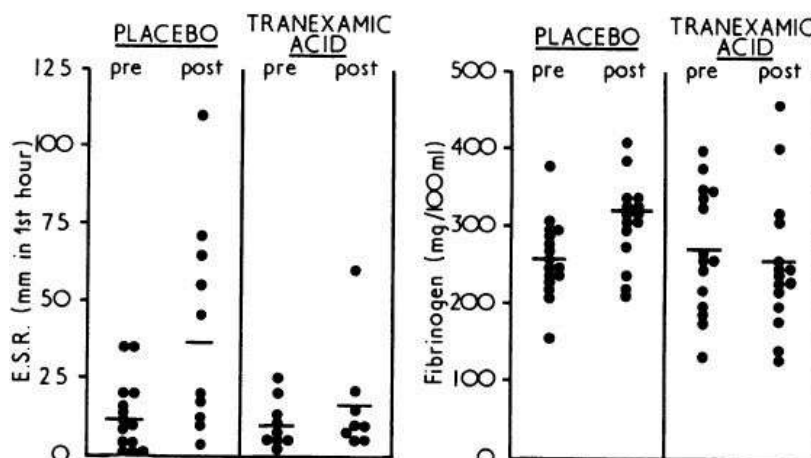 PLACEBO
TRANEXAMIC
ACID
pre
post
pre
post
125
100
75
50
25
0
E.S.R. (mm in 1st hour)
PLACEBO
TRANEXAMIC
ACID
pre
post
pre
post
500
400
300
200
100
0
Fibrinogen (mg/100ml)